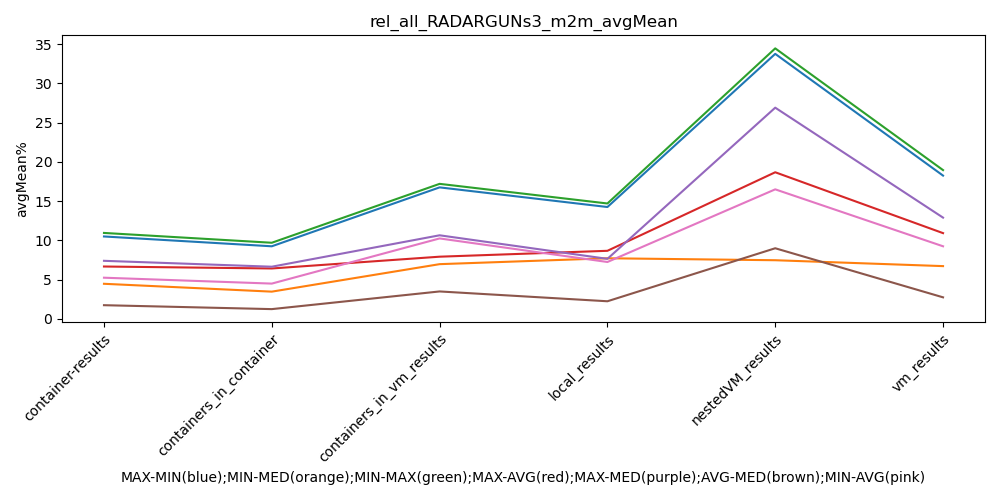 rel_all_RADARGUNs3_m2m_avgMean
avgMean%
35
30
25
20
15
10
5
0
container-results
containers_in_container
containers_in_vm_results
local_results
nestedVM_results
vm_results
MAX-MIN(blue);MIN-MED(orange);MIN-MAX(green);MAX-AVG(red);MAX-MED(purple);AVG-MED(brown);MIN-AVG(pink)